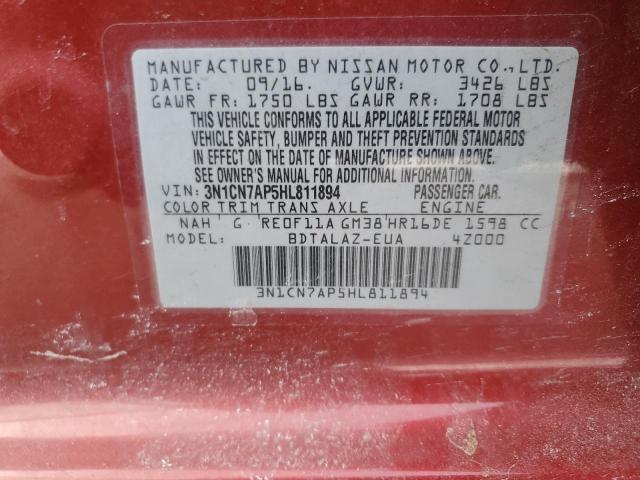 MANUFACTURED BY NISSAN MOTOR CO., LTD.
DATE: 09/16. GVWR: 3426 LBS
GAWR FR: 1750 LBS GAWR RR: 1708 LBS
THIS VEHICLE CONFORMS TO ALL APPLICABLE FEDERAL MOTOR
VEHICLE SAFETY, BUMPER AND THEFT PREVENTION STANDARDS
IN EFFECT ON THE DATE OF MANUFACTURE SHOWN ABOVE.
SEE OWNER'S MANUAL FOR ADDITIONAL INFORMATION.
VIN: 3N1CN7AP5HL811894 PASSENGER CAR.
COLOR TRIM TRANS AXLE ENGINE
NAH G RE0F11A GM38 HR16DE 1598 CC
MODEL: BDTALAZ-EUA 4Z000
3N1CN7AP5HL811894